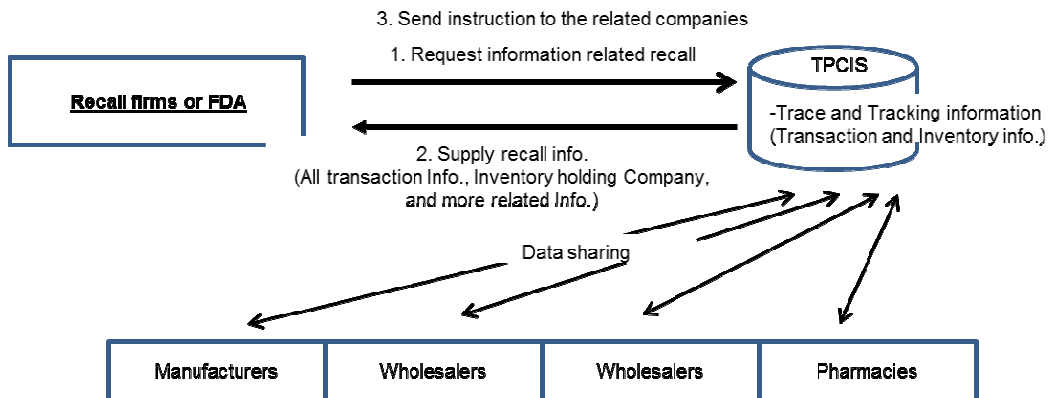 3. Send instruction to the related companies
1. Request information related recall
TPCIS
Recall firms or FDA
-Trace and Tracking information
(Transaction and Inventory info.)
2. Supply recall info.
(All transaction Info., Inventory holding Company,
and more related Info.)
Data sharing
Manufacturers
Wholesalers
Wholesalers
Pharmacies